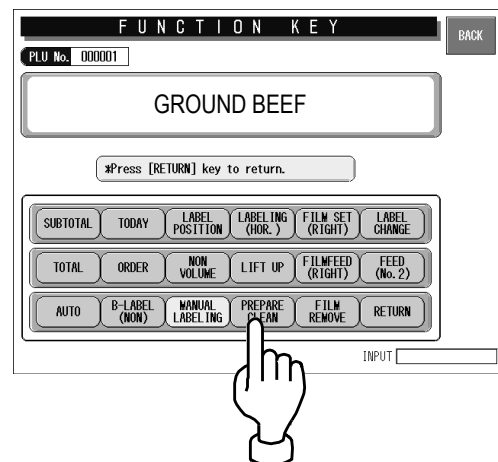 FUNCTION KEY
BACK
PLU No. 000001
GROUND BEEF
*Press [RETURN] key to return.
SUBTOTAL TODAY LABEL POSITION LABELING (HOR.) FILM SET (RIGHT) LABEL CHANGE
TOTAL ORDER NON VOLUME LIFT UP FILMFEED (RIGHT) FEED (No.2)
AUTO B-LABEL (NON) MANUAL LABELING PREPARE CLEAN FILM REMOVE RETURN
INPUT